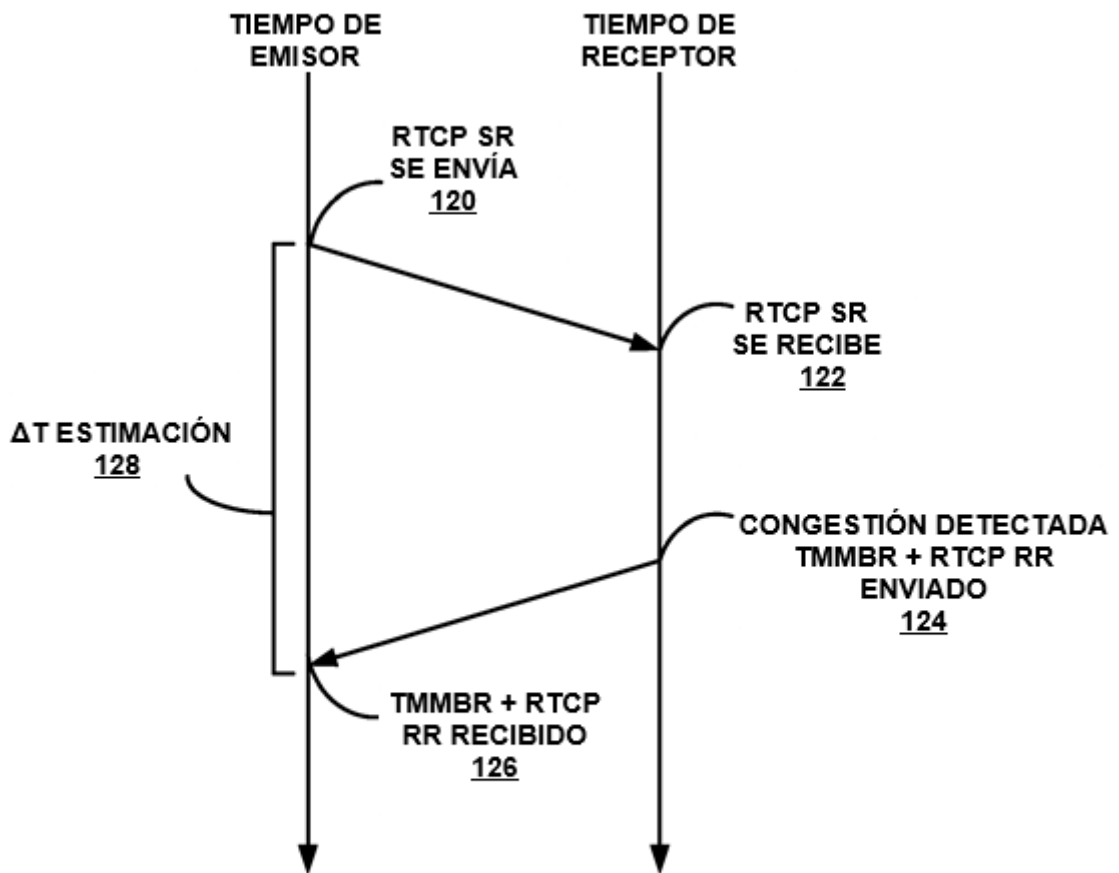 TIEMPO DE
EMISOR
TIEMPO DE
RECEPTOR
RTCP SR
SE ENVÍA
120
RTCP SR
SE RECIBE
122
ΔT ESTIMACIÓN
128
CONGESTIÓN DETECTADA
TMMBR + RTCP RR
ENVIADO
124
TMMBR + RTCP
RR RECIBIDO
126